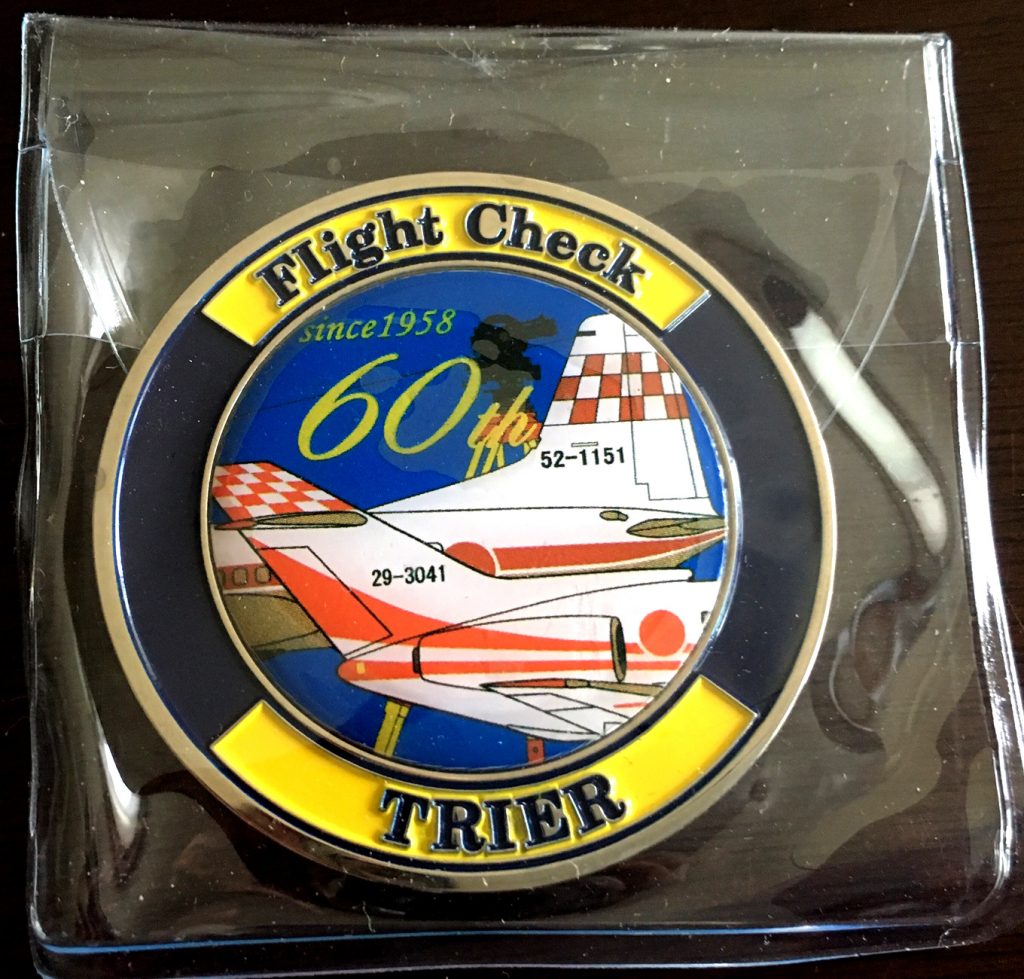 Flight Check
since1958
60th
52-1151
29-3041
TRIER